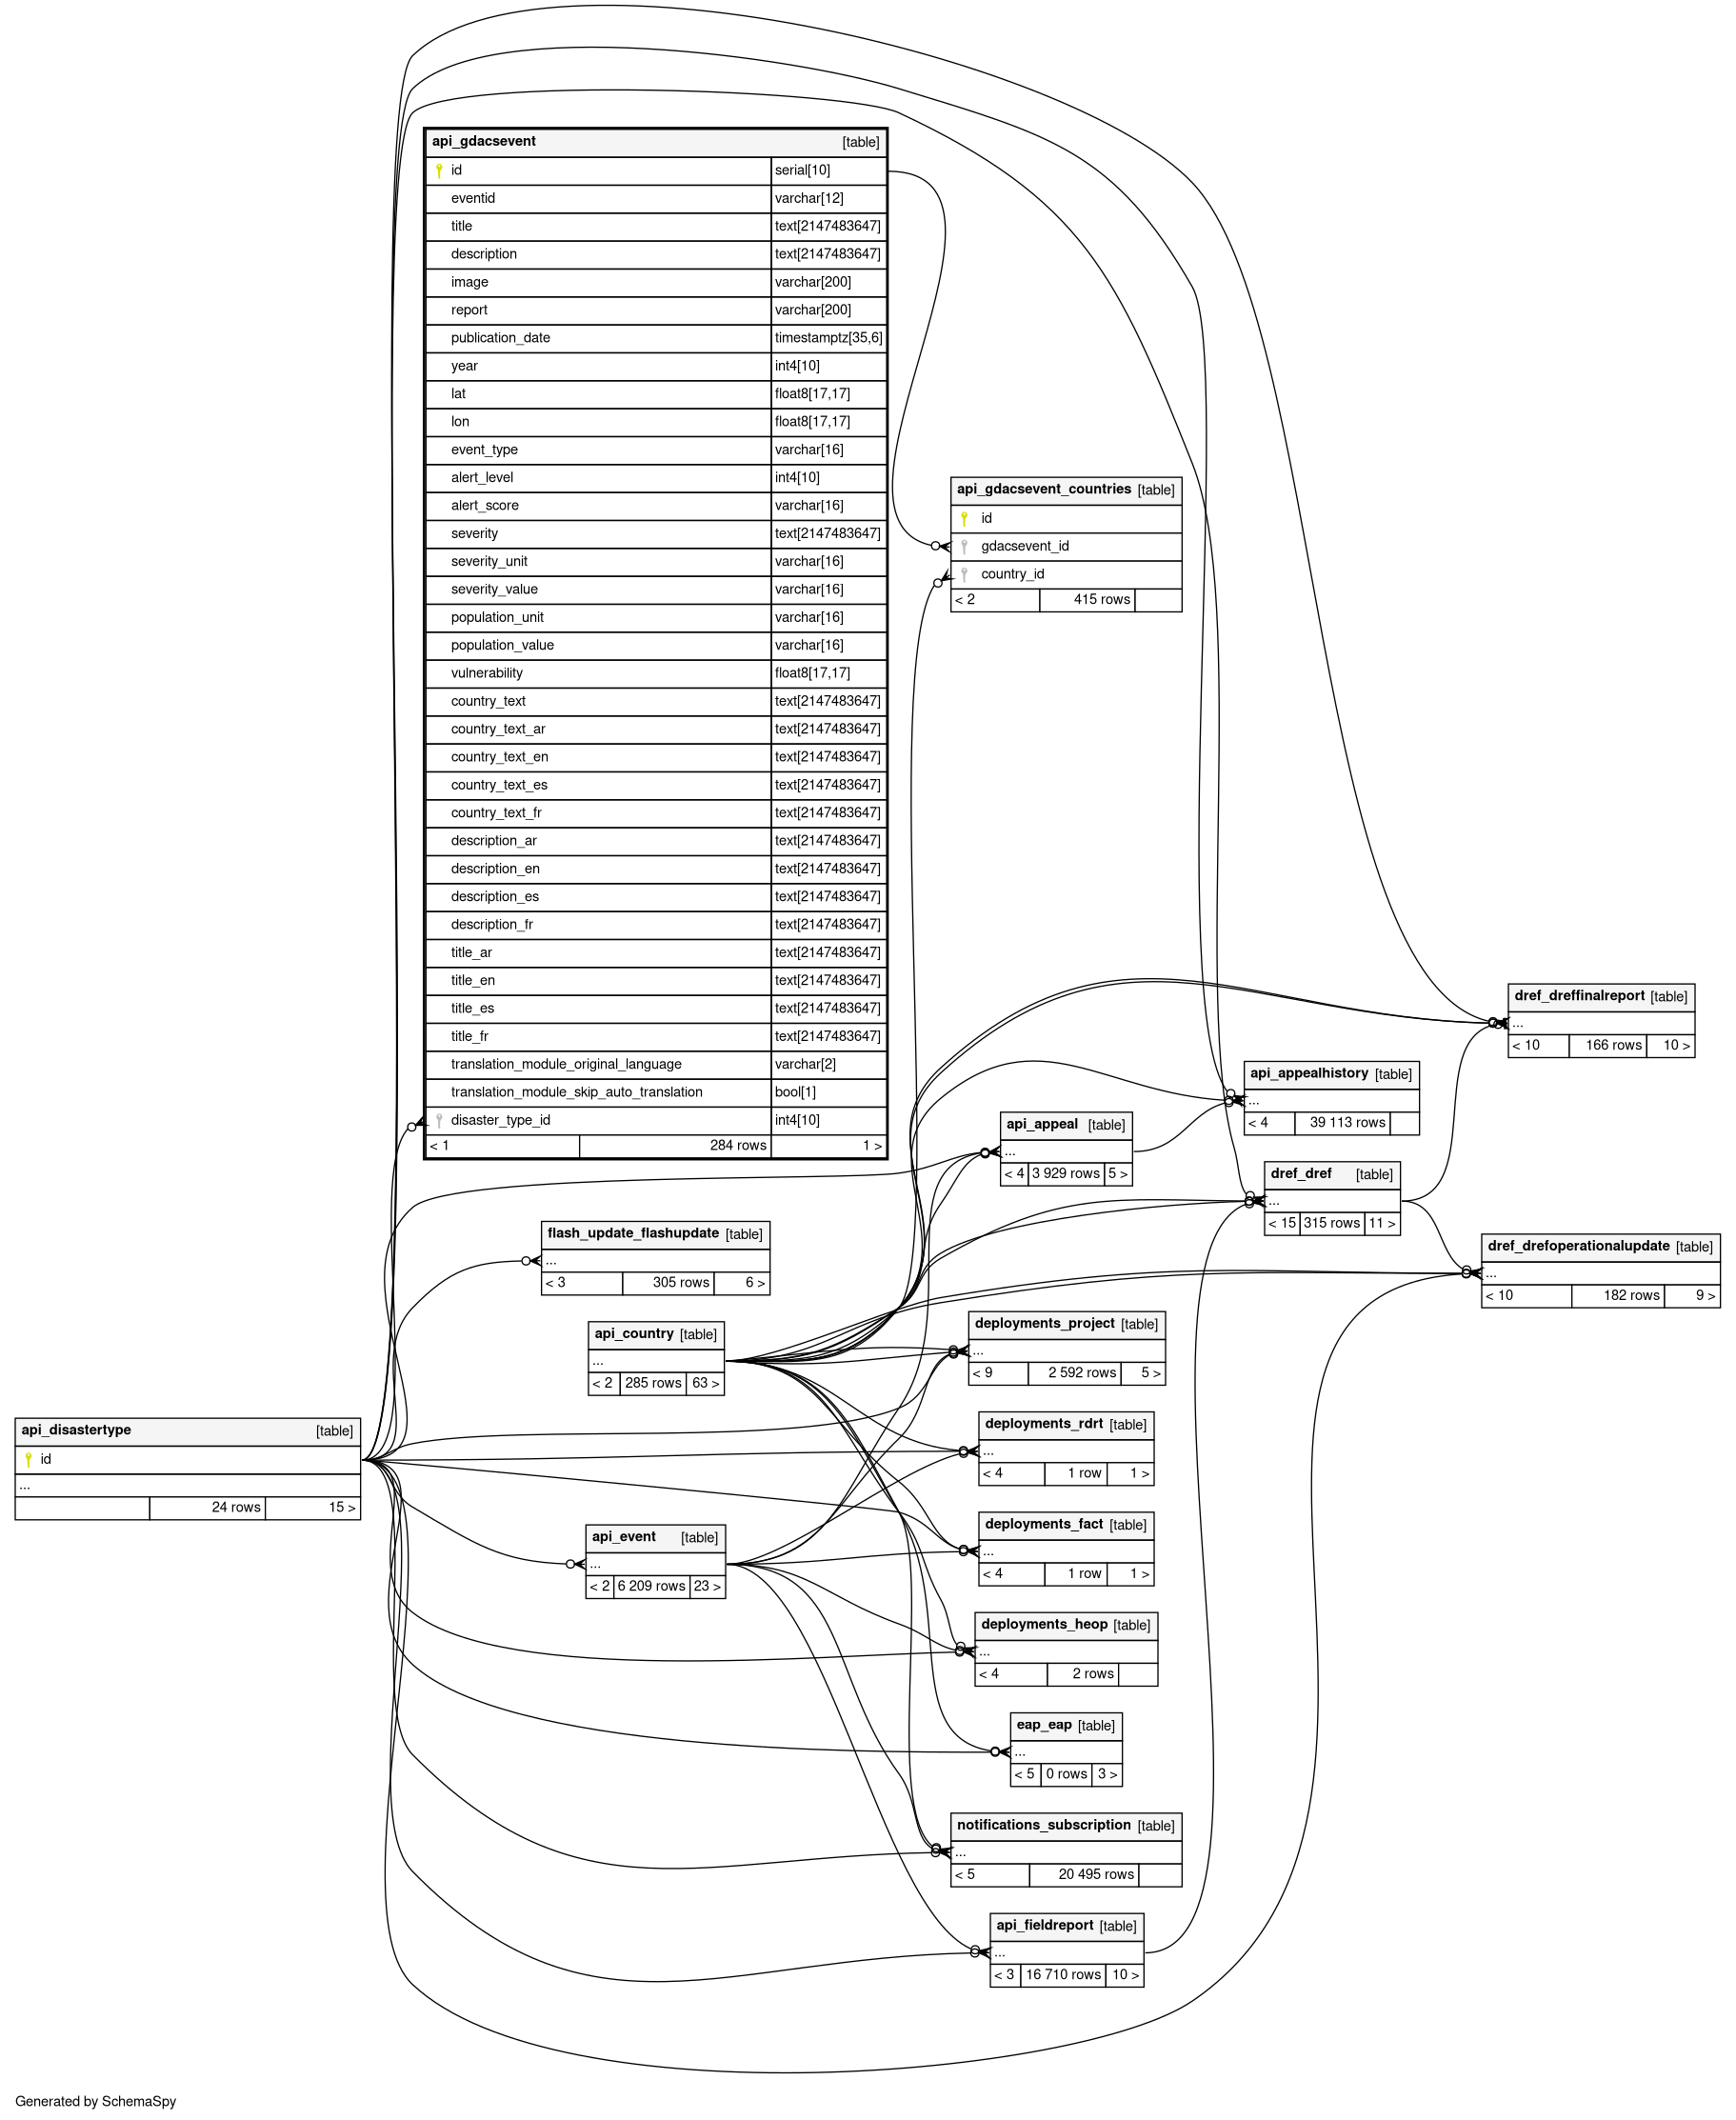 api_gdacsevent [table]
id serial[10]
eventid varchar[12]
title text[2147483647]
description text[2147483647]
image varchar[200]
report varchar[200]
publication_date timestamptz[35,6]
year int4[10]
lat float8[17,17]
lon float8[17,17]
event_type varchar[16]
alert_level int4[10]
alert_score varchar[16]
severity text[2147483647]
severity_unit varchar[16]
severity_value varchar[16]
population_unit varchar[16]
population_value varchar[16]
vulnerability float8[17,17]
country_text text[2147483647]
country_text_ar text[2147483647]
country_text_en text[2147483647]
country_text_es text[2147483647]
country_text_fr text[2147483647]
description_ar text[2147483647]
description_en text[2147483647]
description_es text[2147483647]
description_fr text[2147483647]
title_ar text[2147483647]
title_en text[2147483647]
title_es text[2147483647]
title_fr text[2147483647]
translation_module_original_language varchar[2]
translation_module_skip_auto_translation bool[1]
disaster_type_id int4[10]
< 1 284 rows 1 >
api_gdacsevent_countries [table]
id
gdacsevent_id
country_id
< 2 415 rows
dref_dreffinalreport [table]
...
< 10 166 rows 10 >
api_appealhistory [table]
...
< 4 39 113 rows
api_appeal [table]
...
< 4 3 929 rows 5 >
dref_dref [table]
...
< 15 315 rows 11 >
flash_update_flashupdate [table]
...
< 3 305 rows 6 >
dref_drefoperationalupdate [table]
...
< 10 182 rows 9 >
api_country [table]
...
< 2 285 rows 63 >
deployments_project [table]
...
< 9 2 592 rows 5 >
api_disastertype [table]
id
...
24 rows 15 >
deployments_rdrt [table]
...
< 4 1 row 1 >
api_event [table]
...
< 2 6 209 rows 23 >
deployments_fact [table]
...
< 4 1 row 1 >
deployments_heop [table]
...
< 4 2 rows
eap_eap [table]
...
< 5 0 rows 3 >
notifications_subscription [table]
...
< 5 20 495 rows
api_fieldreport [table]
...
< 3 16 710 rows 10 >
Generated by SchemaSpy